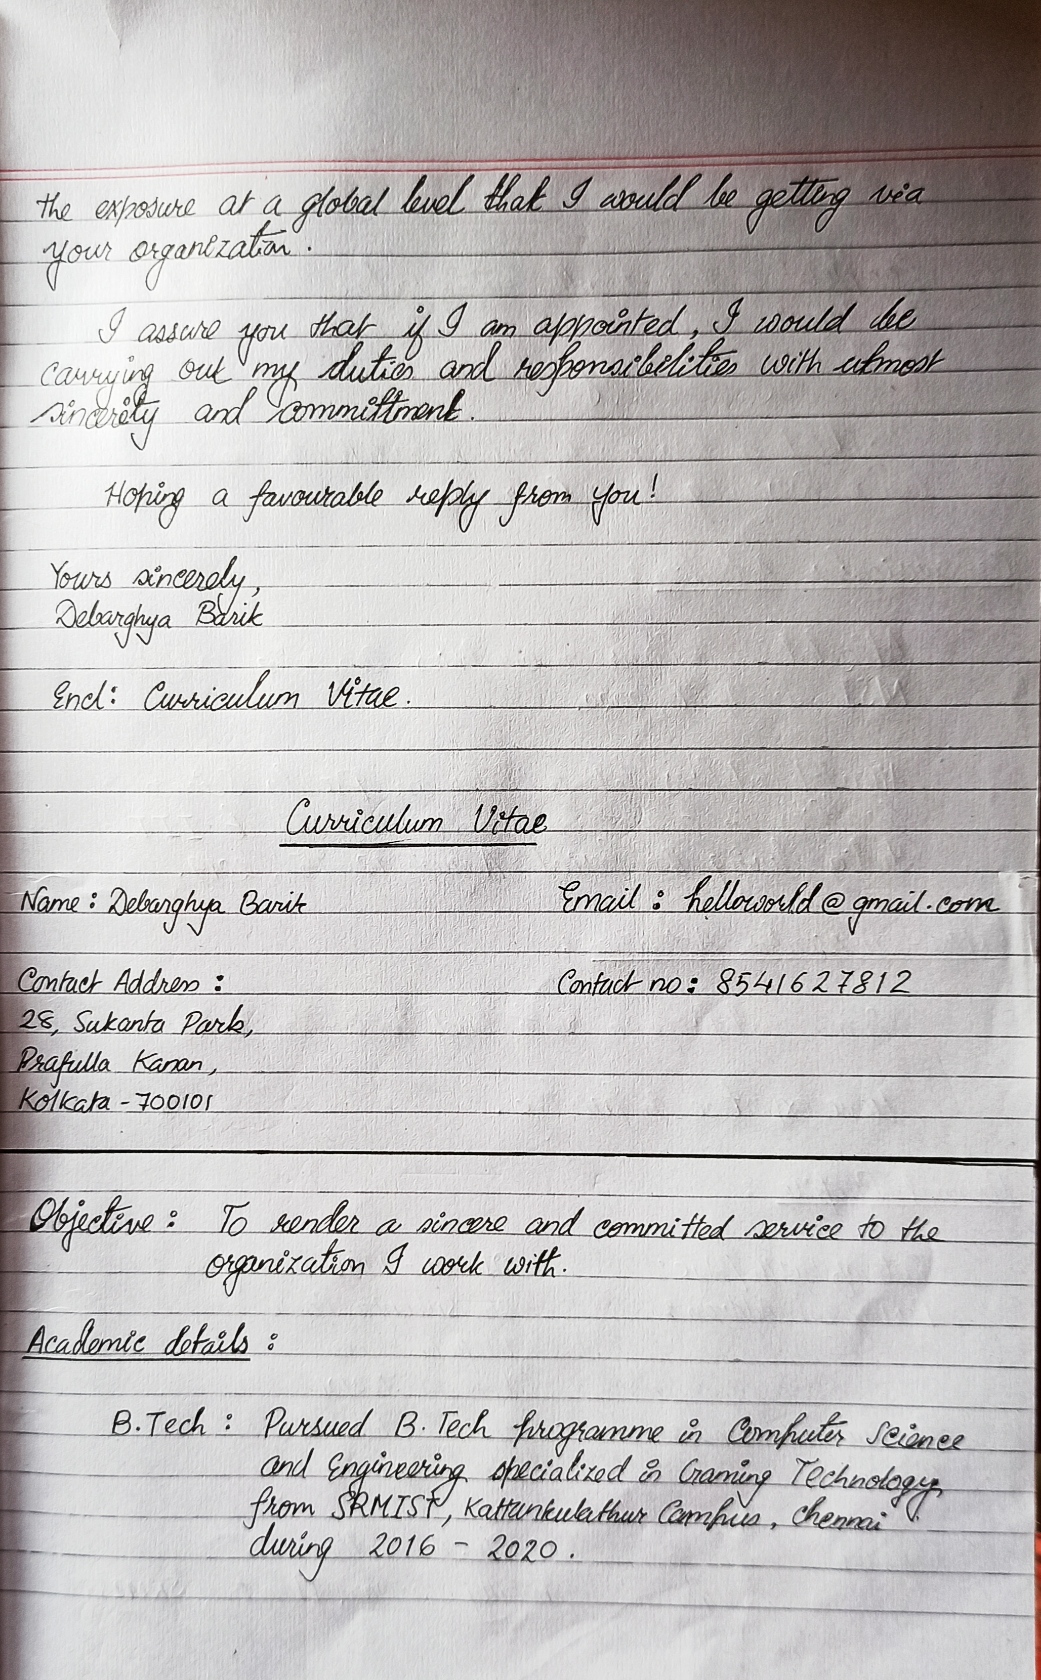 the exposure at a global level that I would be getting via
your organization.
I assure you that if I am appointed, I would be
carrying out my duties and responsibilities with utmost
sincerity and committment.
Hoping a favourable reply from you!
Yours sincerely,
Debarghya Barik
Encl: Curriculum Vitae.
Curriculum Vitae
Name: Debarghya Barik Email: helloworld@gmail.com
Contact Address: Contact no: 8541627812
28, Sukanta Park,
Prafulla Kanan,
Kolkata - 700101
Objective: To render a sincere and committed service to the
organization I work with.
Academic details:
B.Tech: Pursued B.Tech programme in Computer Science
and Engineering specialized in Gaming Technology,
from SRMIST, Kattankulathur Campus, Chennai
during 2016 - 2020.